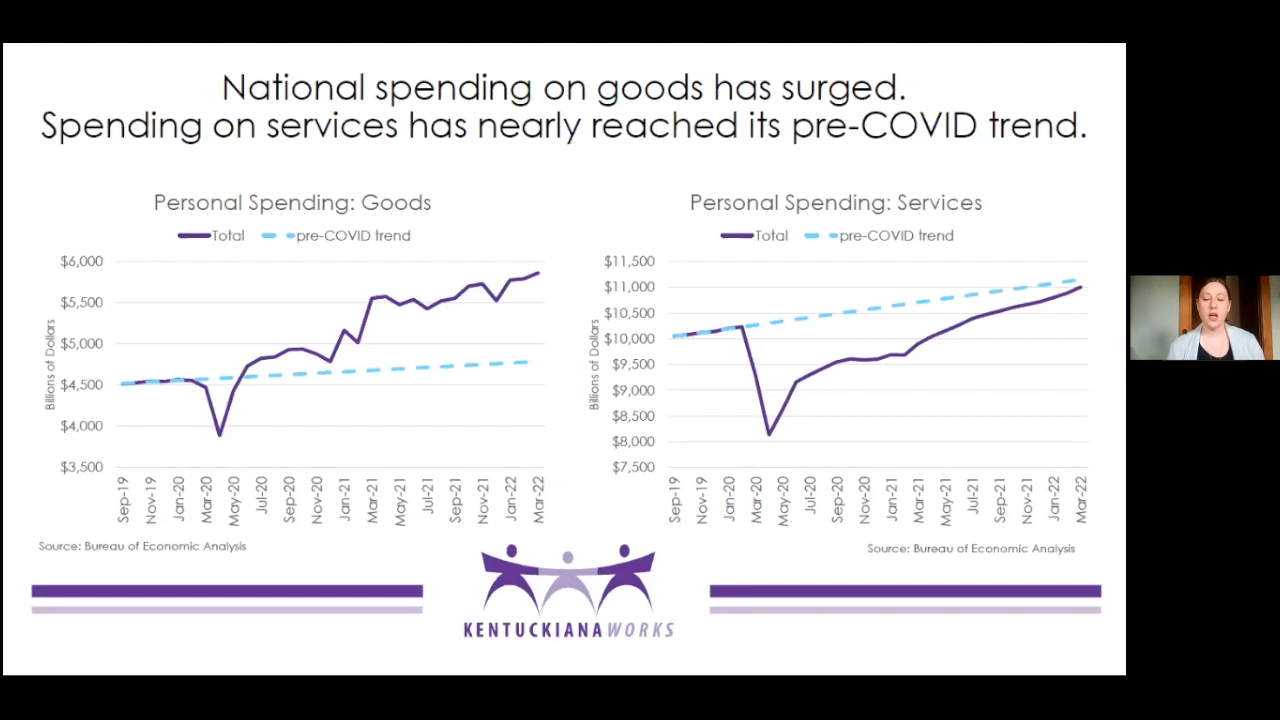 National spending on goods has surged.
Spending on services has nearly reached its pre-COVID trend.
Personal Spending: Goods
Total
pre-COVID trend
$6,000
$5,500
$5,000
$4,500
$4,000
$3,500
Billions of Dollars
Sep-19
Nov-19
Jan-20
Mar-20
May-20
Jul-20
Sep-20
Nov-20
Jan-21
Mar-21
May-21
Jul-21
Sep-21
Nov-21
Jan-22
Mar-22
Source: Bureau of Economic Analysis
Personal Spending: Services
Total
pre-COVID trend
$11,500
$11,000
$10,500
$10,000
$9,500
$9,000
$8,500
$8,000
$7,500
Billions of Dollars
Sep-19
Nov-19
Jan-20
Mar-20
May-20
Jul-20
Sep-20
Nov-20
Jan-21
Mar-21
May-21
Jul-21
Sep-21
Nov-21
Jan-22
Mar-22
Source: Bureau of Economic Analysis
KENTUCKIANAWORKS